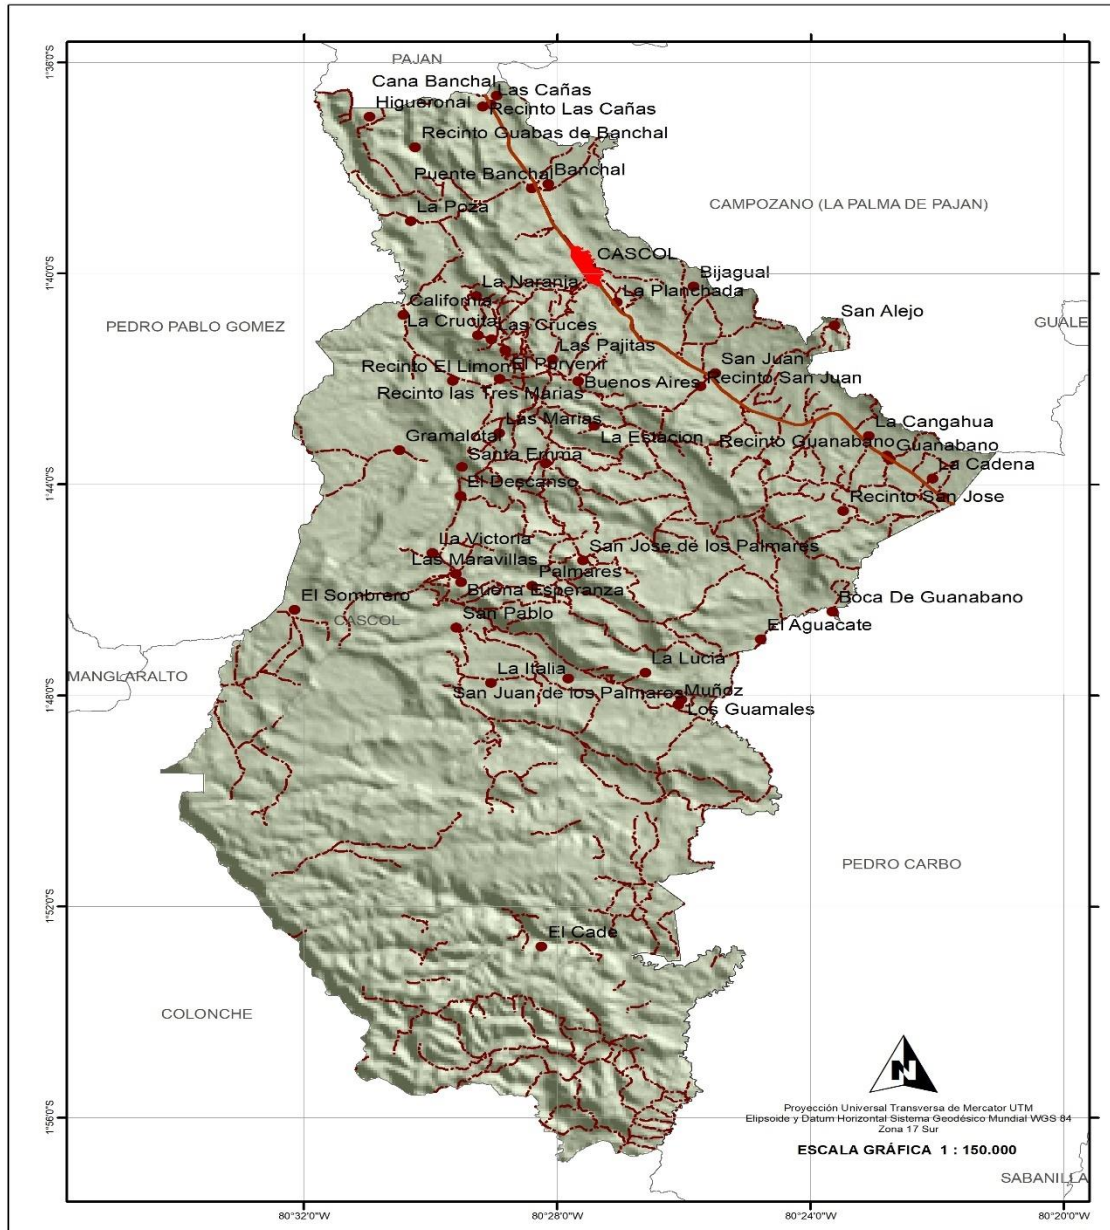 PAJAN
1°36'0"S
Cana Banchal
Las Cañas
Higueronal
Recinto Las Cañas
Recinto Guabas de Banchal
Puente Banchal
Banchal
La Poza
CAMPOZANO (LA PALMA DE PAJAN)
CASCOL
1°40'0"S
La Naranja
Bijagual
La Planchada
California
San Alejo
PEDRO PABLO GOMEZ
La Crucita
Las Cruces
GUALE
Las Pajitas
Recinto El Limon
El Porvenir
San Juan
Buenos Aires
Recinto San Juan
Recinto las Tres Marias
Las Marias
La Cangahua
Gramalotal
La Estacion
Recinto Guanabano
Guanabano
Santa Emma
La Cadena
1°44'0"S
El Descanso
Recinto San Jose
La Victoria
San Jose de los Palmares
Las Maravillas
Palmares
Buena Esperanza
El Sombrero
Boca De Guanabano
San Pablo
CASCOL
El Aguacate
La Lucia
La Italia
MANGLARALTO
San Juan de los Palmares
Muñoz
1°48'0"S
Los Guamales
PEDRO CARBO
1°52'0"S
El Cade
COLONCHE
N
Proyección Universal Transversa de Mercator UTM
Elipsoide y Datum Horizontal Sistema Geodésico Mundial WGS 84
Zona 17 Sur
1°56'0"S
ESCALA GRÁFICA 1 : 150.000
SABANILLA
80°32'0"W
80°28'0"W
80°24'0"W
80°20'0"W